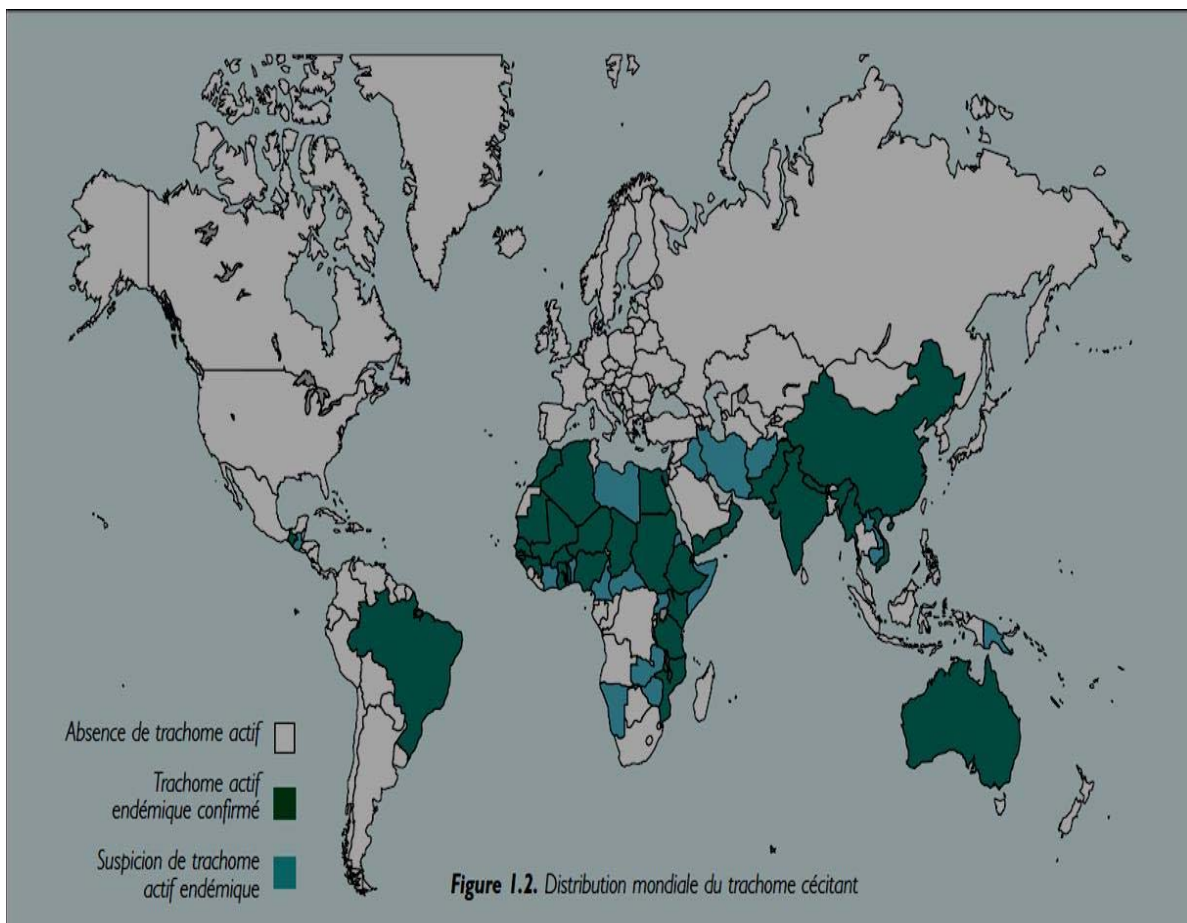 Absence de trachome actif
Trachome actif
endémique confirmé
Suspicion de trachome
actif endémique
Figure 1.2. Distribution mondiale du trachome cécitant